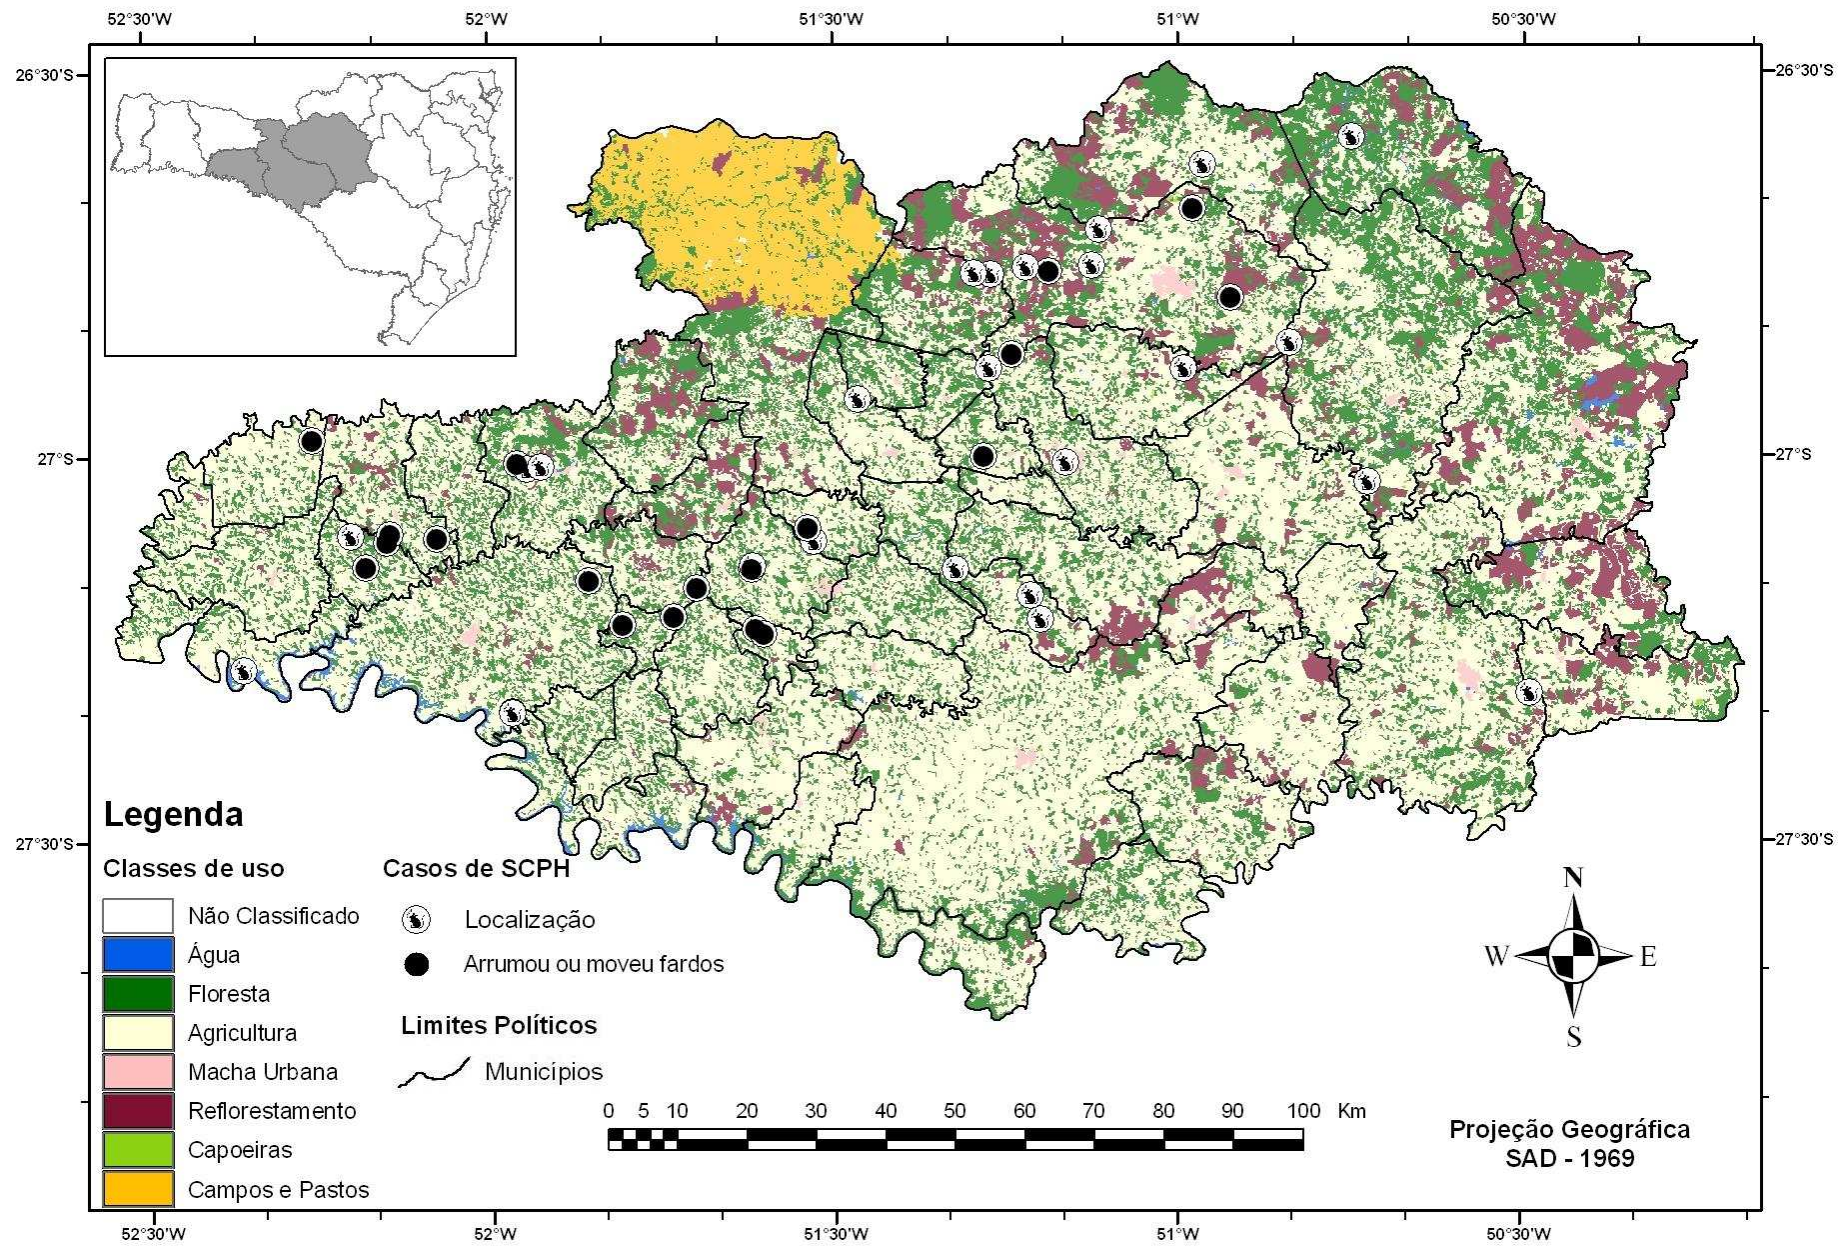 52°30'W 52°W 51°30'W 51°W 50°30'W
26°30'S 26°30'S
27°S 27°S
27°30'S 27°30'S
Legenda
Classes de uso
Não Classificado
Água
Floresta
Agricultura
Macha Urbana
Reflorestamento
Capoeiras
Campos e Pastos
Casos de SCPH
Localização
Arrumou ou moveu fardos
Limites Políticos
Municípios
0 5 10 20 30 40 50 60 70 80 90 100 Km
N
W E
S
Projeção Geográfica
SAD - 1969
52°30'W 52°W 51°30'W 51°W 50°30'W